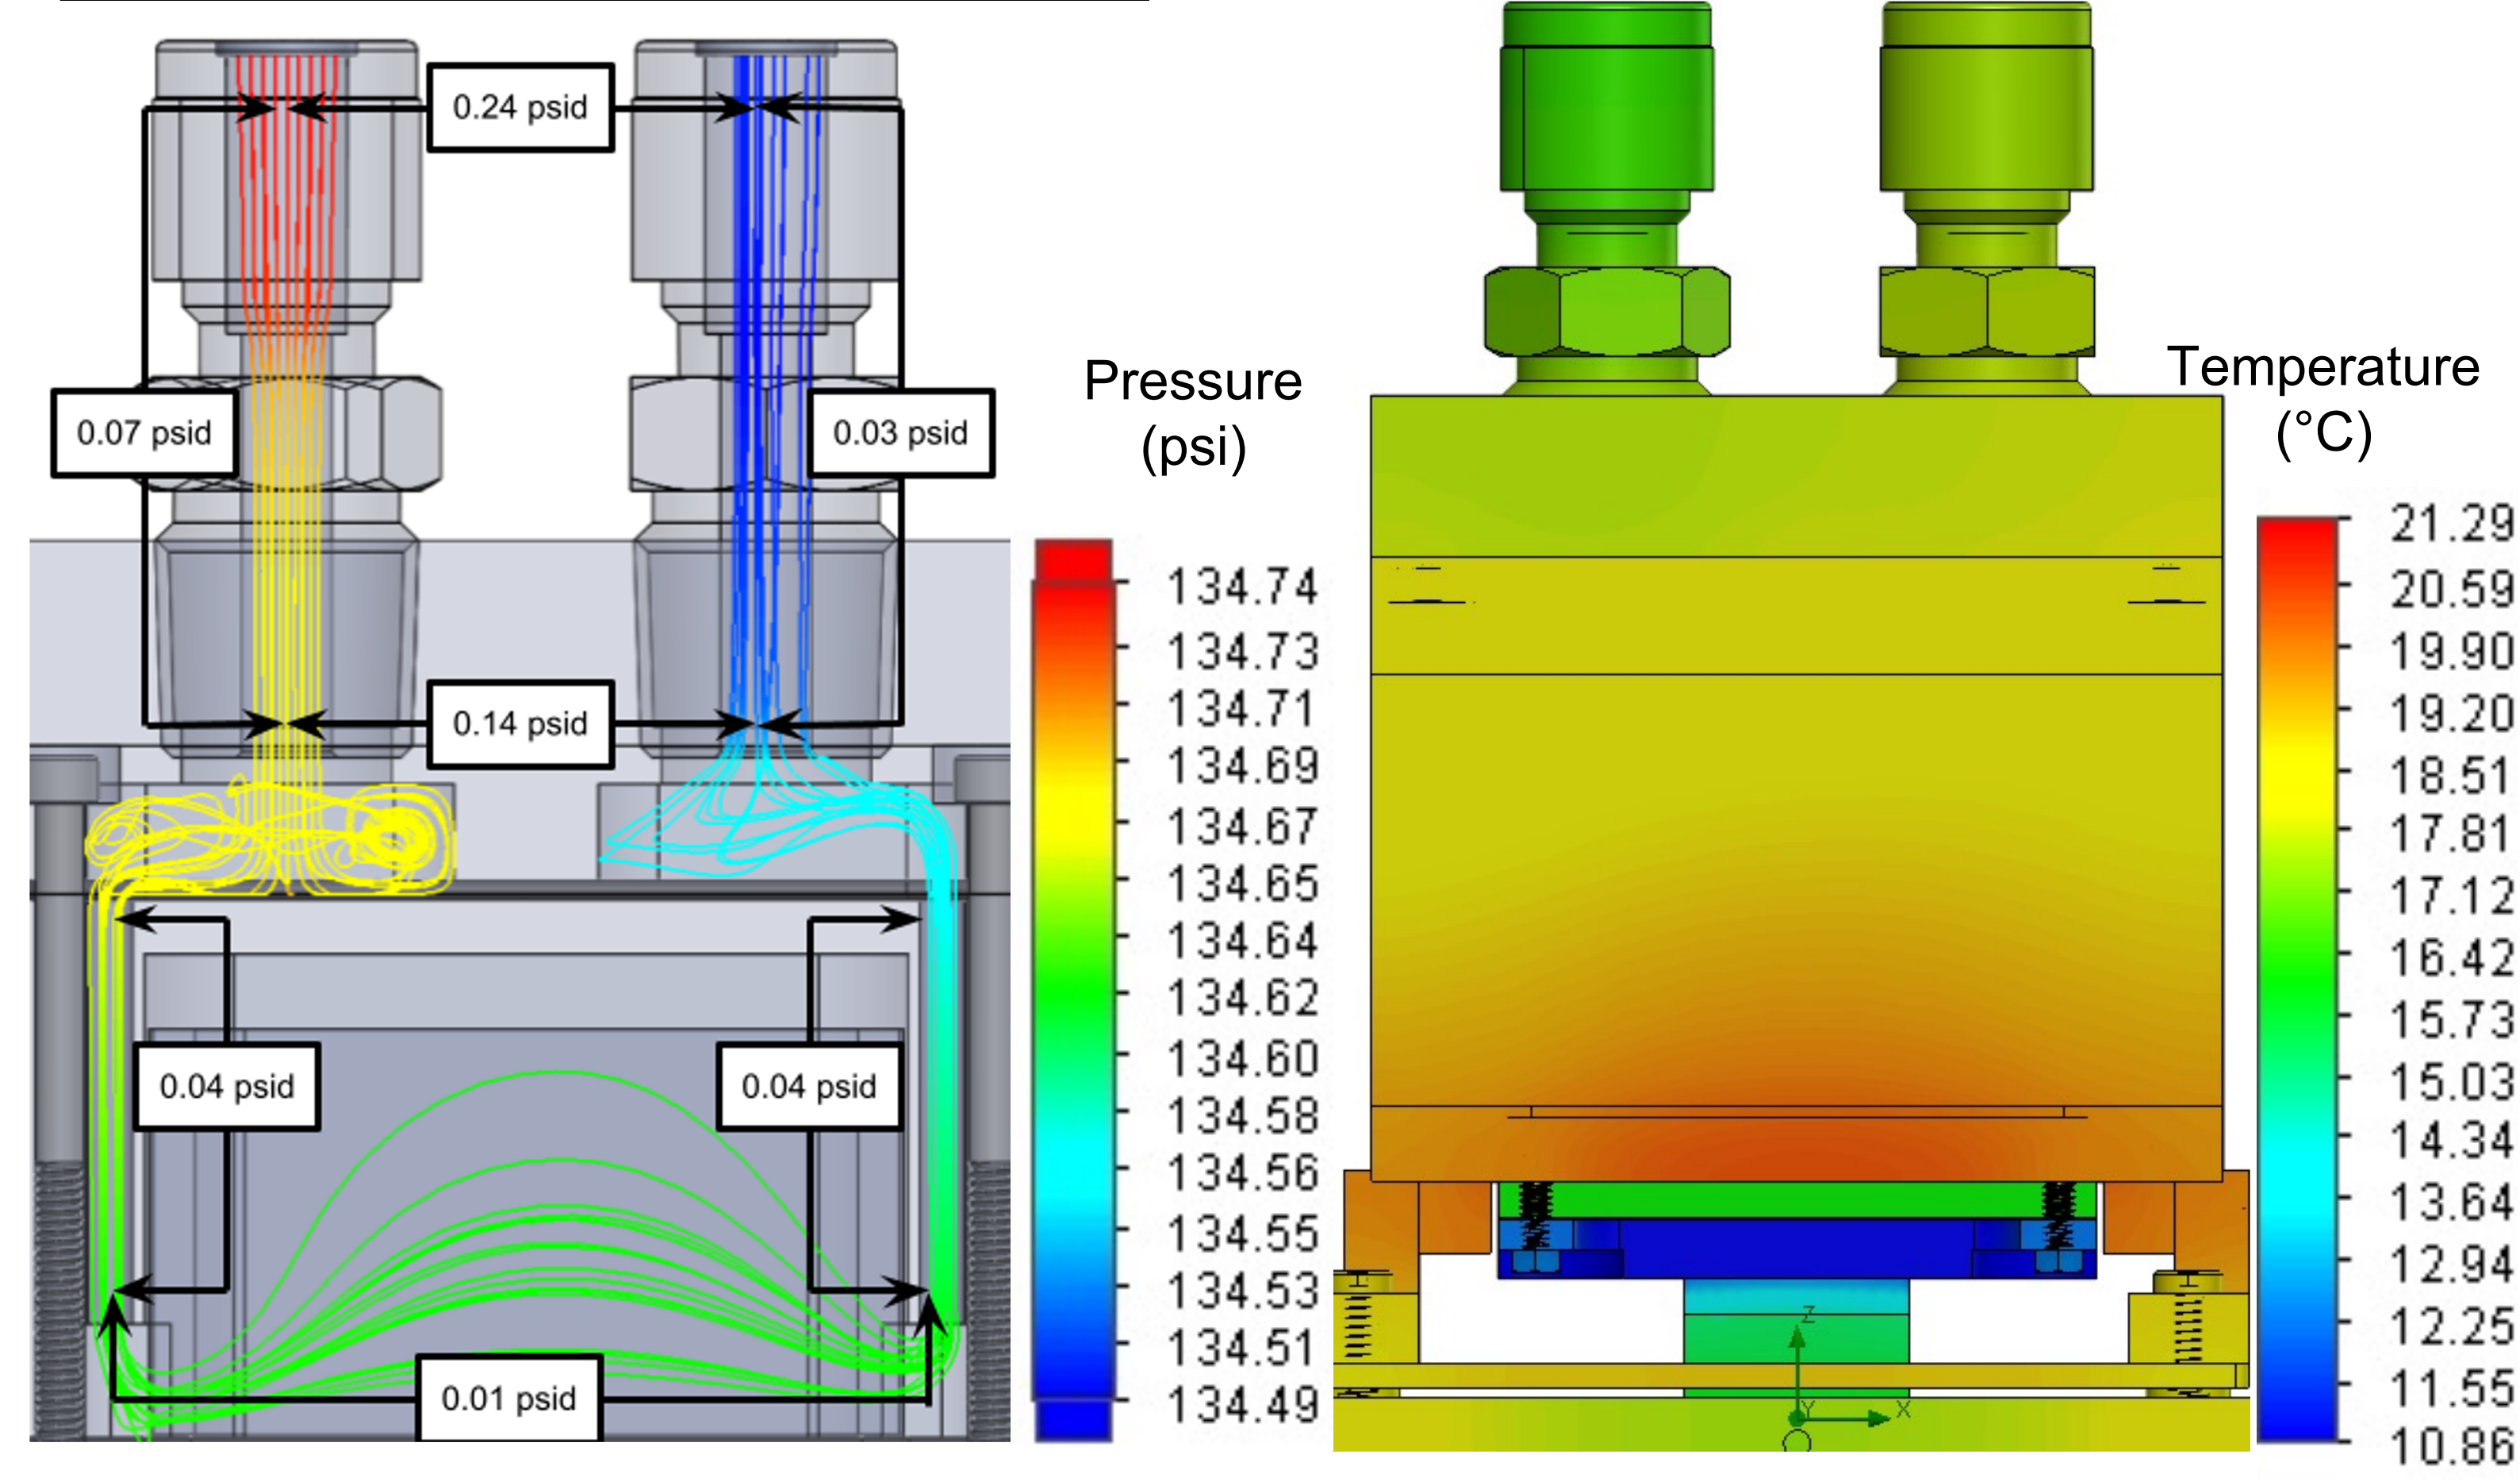 0.24 psid
0.07 psid
0.03 psid
0.14 psid
0.04 psid
0.04 psid
0.01 psid
Pressure
(psi)
134.74
134.73
134.71
134.69
134.67
134.65
134.64
134.62
134.60
134.58
134.56
134.55
134.53
134.51
134.49
Temperature
(°C)
21.29
20.59
19.90
19.20
18.51
17.81
17.12
16.42
15.73
15.03
14.34
13.64
12.94
12.25
11.55
10.86
Z
Y
X